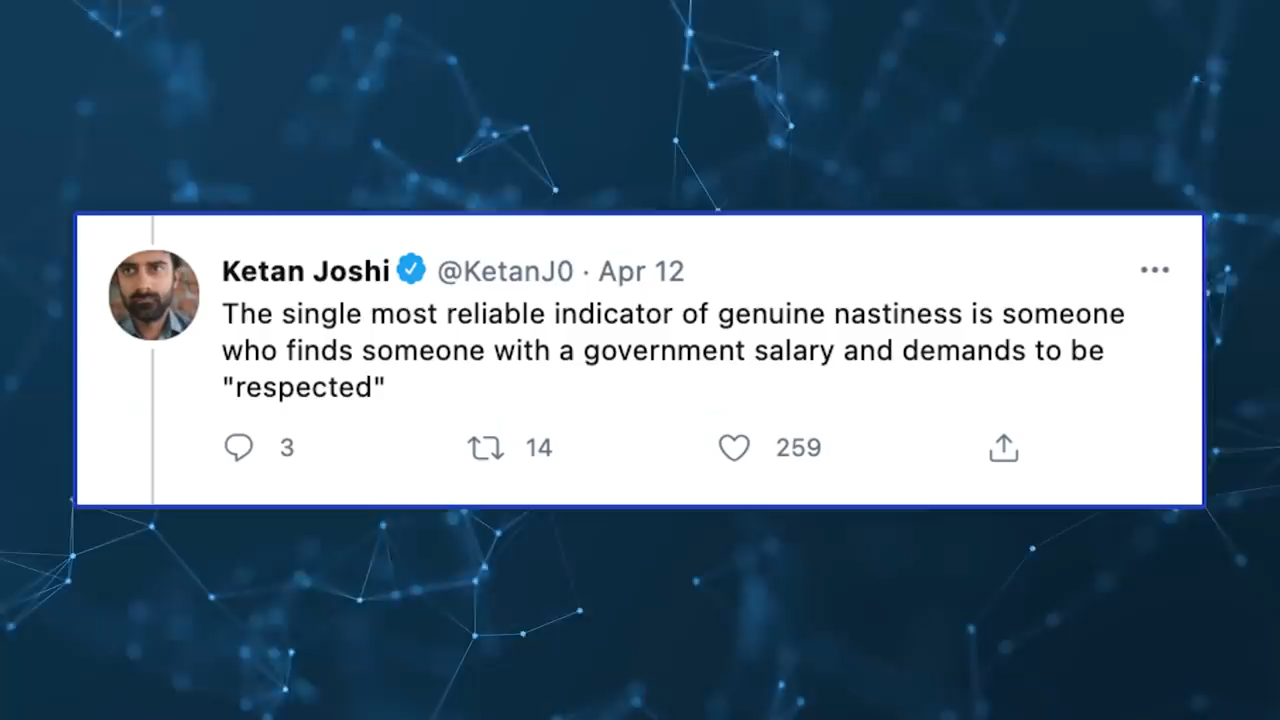 Ketan Joshi @KetanJ0 · Apr 12
The single most reliable indicator of genuine nastiness is someone
who finds someone with a government salary and demands to be
"respected"
3 14 259